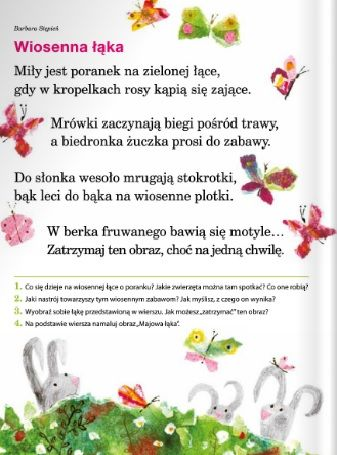 Barbara Stępień
Wiosenna łąka
Miły jest poranek na zielonej łące,
gdy w kropelkach rosy kąpią się zające.
Mrówki zaczynają biegi pośród trawy,
a biedronka żuczka prosi do zabawy.
Do słonka wesoło mrugają stokrotki,
bąk leci do bąka na wiosenne plotki.
W berka fruwanego bawią się motyle...
Zatrzymaj ten obraz, choć na jedną chwilę.
1. Co się dzieje na wiosennej łące o poranku? Jakie zwierzęta można tam spotkać? Co one robią?
2. Jaki nastrój towarzyszy tym wiosennym zabawom? Jak myślisz, z czego on wynika?
3. Wyobraź sobie łąkę przedstawioną w wierszu. Jak możesz „zatrzymać” ten obraz?
4. Na podstawie wiersza namaluj obraz „Majowa łąka”.